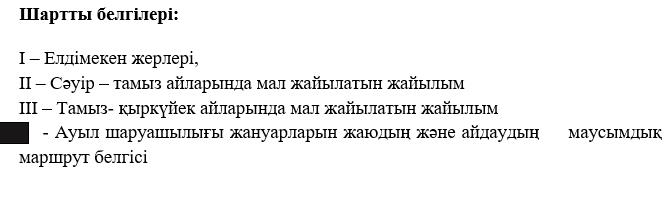 Шартты белгілері:
I – Елдімекен жерлері,
II – Сәуір – тамыз айларында мал жайылатын жайылым
III – Тамыз- қыркүйек айларында мал жайылатын жайылым
- Ауыл шаруашылығы жануарларын жаюдың және айдаудың маусымдық
маршрут белгісі